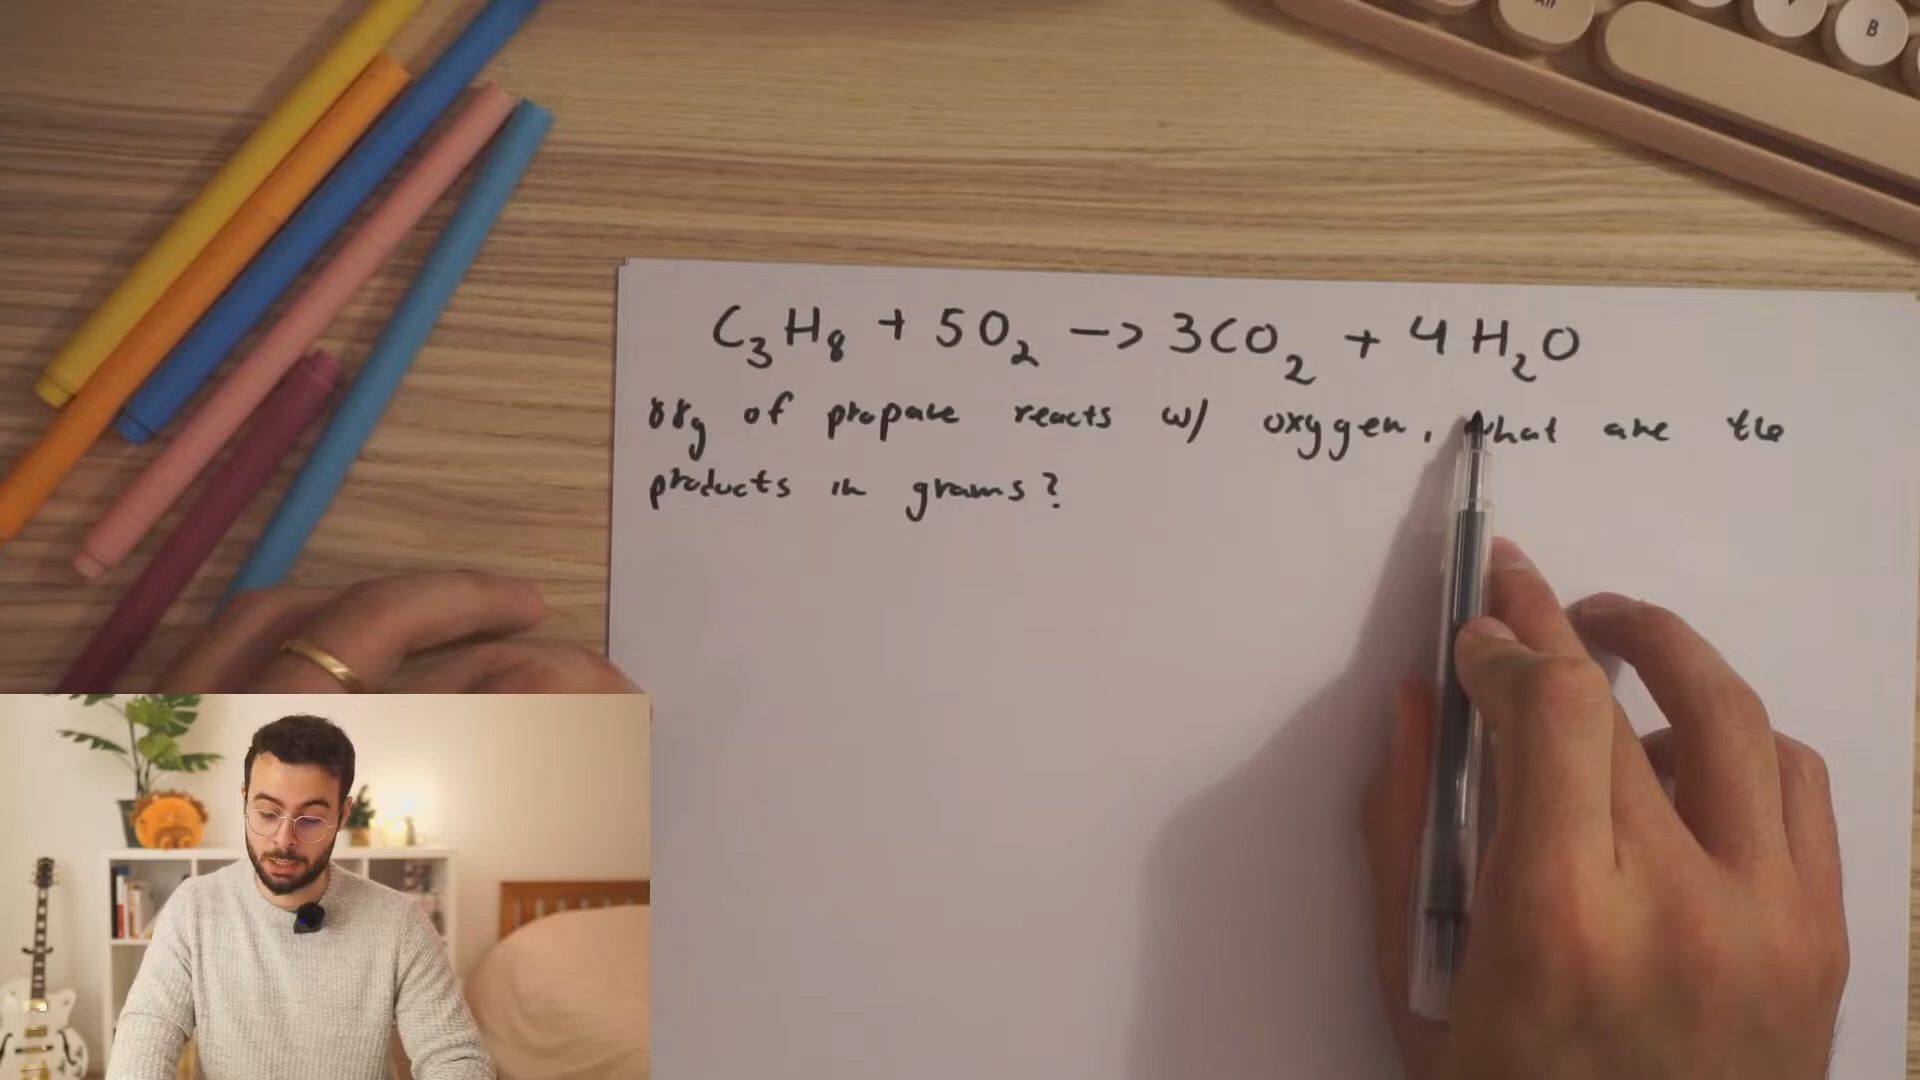 C₃H₈ + 5O₂ -> 3CO₂ + 4H₂O
88g of propane reacts w/ oxygen, what are the
products in grams?
B